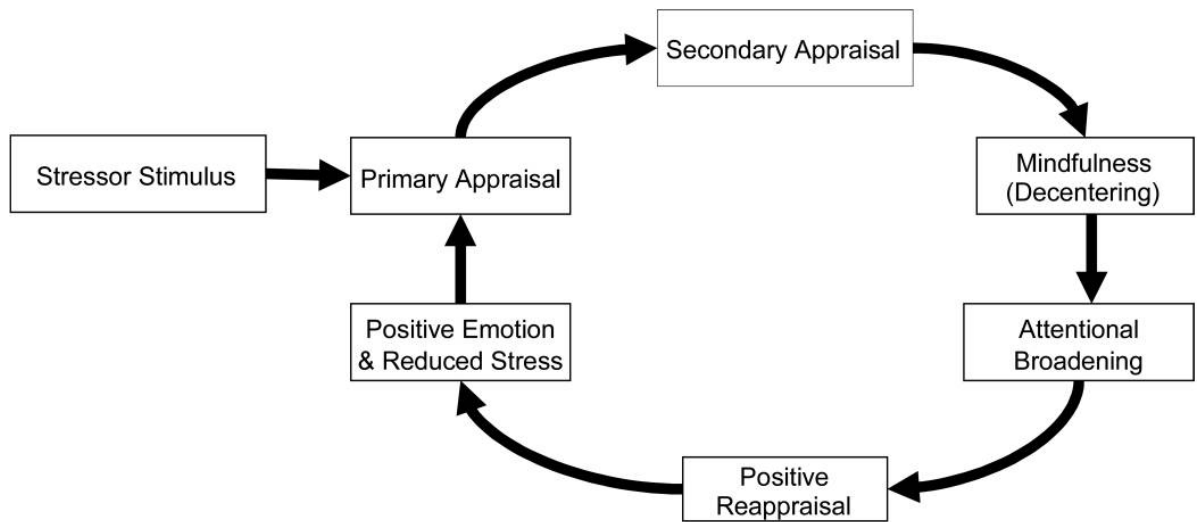 Secondary Appraisal
Stressor Stimulus
Primary Appraisal
Mindfulness
(Decentering)
Positive Emotion
& Reduced Stress
Attentional
Broadening
Positive
Reappraisal